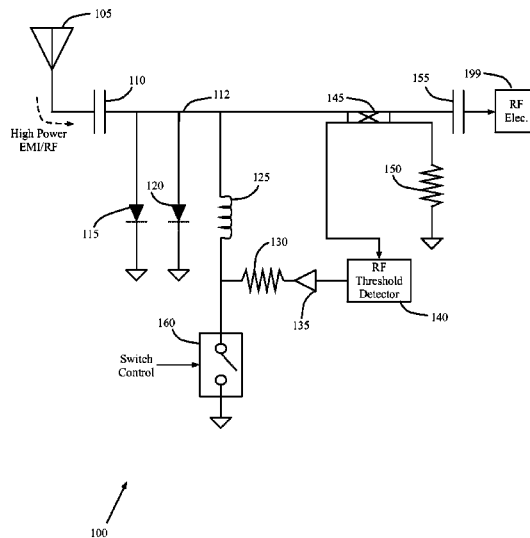 105
110
112
145
155
199
RF
Elec.
High Power
EMI/RF
125
150
120
115
130
RF
Threshold
Detector
135
140
160
Switch
Control
100